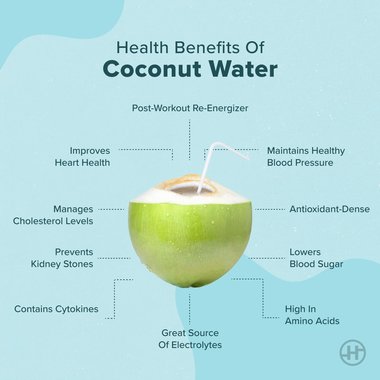 Health Benefits Of
Coconut Water
Post-Workout Re-Energizer
Improves
Heart Health
Maintains Healthy
Blood Pressure
Manages
Cholesterol Levels
Antioxidant-Dense
Prevents
Kidney Stones
Lowers
Blood Sugar
Contains Cytokines
High In
Amino Acids
Great Source
Of Electrolytes
H